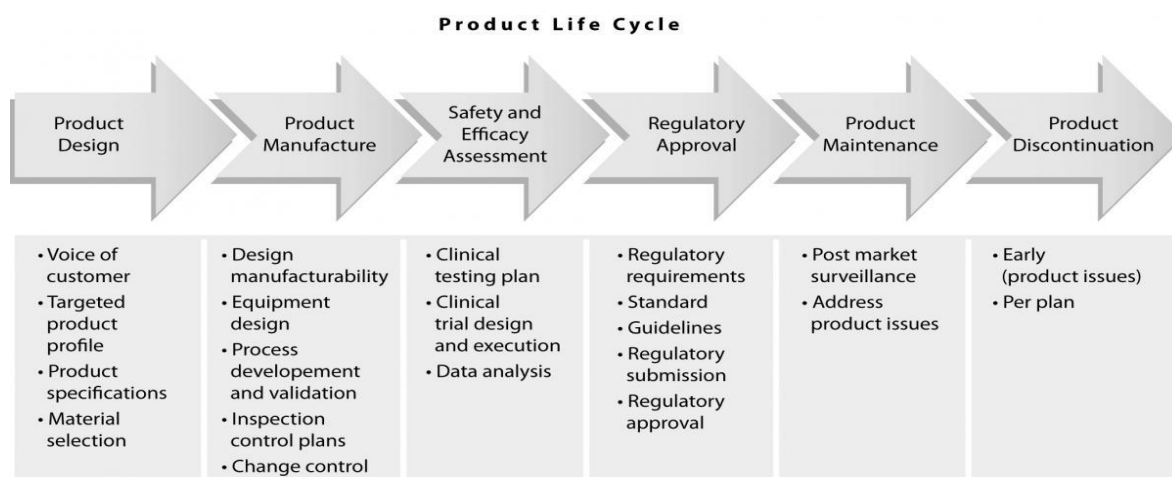 Product Life Cycle
Product
Design
Product
Manufacture
Safety and
Efficacy
Assessment
Regulatory
Approval
Product
Maintenance
Product
Discontinuation
• Voice of
customer
• Targeted
product
profile
• Product
specifications
• Material
selection
• Design
manufacturability
• Equipment
design
• Process
developement
and validation
• Inspection
control plans
• Change control
• Clinical
testing plan
• Clinical
trial design
and execution
• Data analysis
• Regulatory
requirements
• Standard
• Guidelines
• Regulatory
submission
• Regulatory
approval
• Post market
surveillance
• Address
product issues
• Early
(product issues)
• Per plan